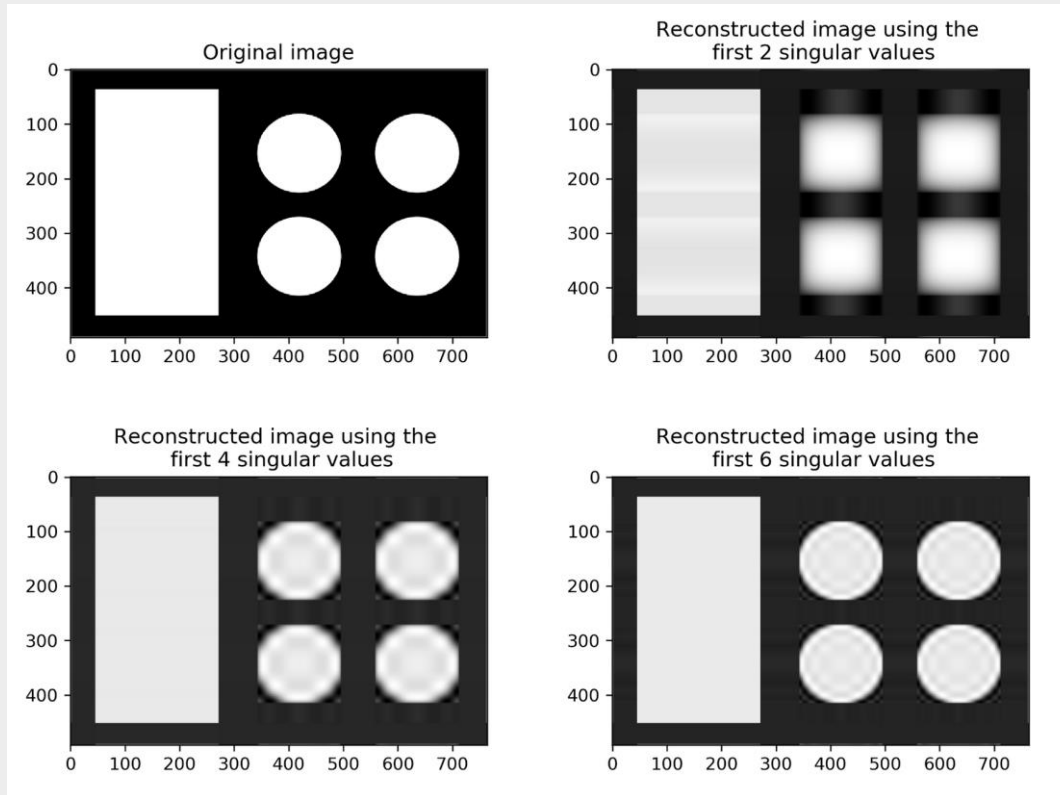 Original image
0
100
200
300
400
0 100 200 300 400 500 600 700
Reconstructed image using the
first 2 singular values
0
100
200
300
400
0 100 200 300 400 500 600 700
Reconstructed image using the
first 4 singular values
0
100
200
300
400
0 100 200 300 400 500 600 700
Reconstructed image using the
first 6 singular values
0
100
200
300
400
0 100 200 300 400 500 600 700